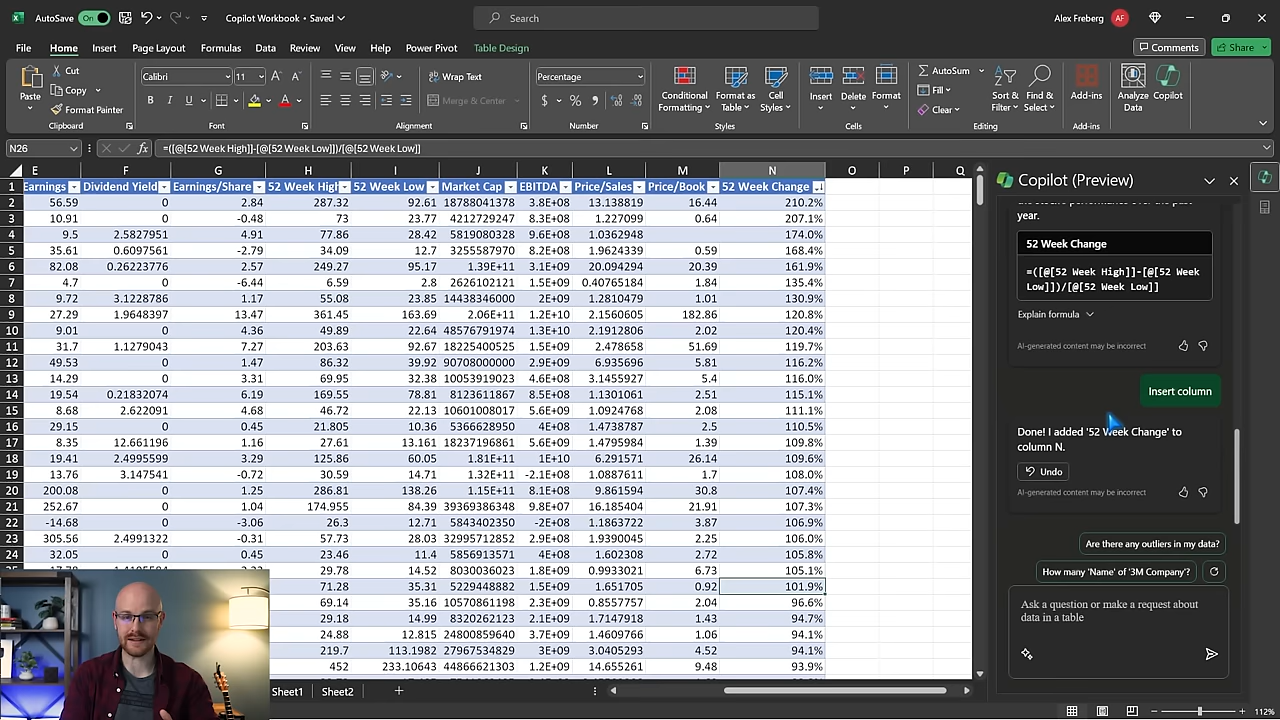 AutoSave On Copilot Workbook • Saved Search Alex Freberg AF
File Home Insert Page Layout Formulas Data Review View Help Power Pivot Table Design Comments Share
Paste Cut Copy Format Painter Clipboard
Calibri 11 B I U Font
Wrap Text Merge & Center Alignment
Percentage $ % Number
Conditional Formatting Format as Table Cell Styles Styles
Insert Delete Format Cells
AutoSum Fill Clear Sort & Filter Find & Select Editing
Add-ins Add-ins
Analyze Data Copilot
N26 fx =([@[52 Week High]]-[@[52 Week Low]])/[@[52 Week Low]]
E F G H I J K L M N O P Q
1 Earnings Dividend Yield Earnings/Share 52 Week High 52 Week Low Market Cap EBITDA Price/Sales Price/Book 52 Week Change
2 56.59 0 2.84 287.32 92.61 18788041378 3.8E+08 13.138819 16.44 210.2%
3 10.91 0 -0.48 73 23.77 4212729247 8.3E+08 1.227099 0.64 207.1%
4 9.5 2.5827951 4.91 77.86 28.42 5819080328 9.6E+08 1.0362948 174.0%
5 35.61 0.6097561 -2.79 34.09 12.7 3255587970 8.2E+08 1.9624339 0.59 168.4%
6 82.08 0.26223776 2.57 249.27 95.17 1.39E+11 3.1E+09 20.094294 20.39 161.9%
7 4.7 0 -6.44 6.59 2.8 2626102121 1.5E+09 0.40765184 1.84 135.4%
8 9.72 3.1228786 1.17 55.08 23.85 14438346000 2E+09 1.2810479 1.01 130.9%
9 27.29 1.9648397 13.47 361.45 163.69 2.06E+11 1.2E+10 2.1560605 182.86 120.8%
10 9.01 0 4.36 49.89 22.64 48576791974 1.3E+10 2.1912806 2.02 120.4%
11 31.7 1.1279043 7.27 203.63 92.67 18225400525 1.5E+09 2.478658 51.69 119.7%
12 49.53 0 1.47 86.32 39.92 90708000000 2.9E+09 6.935696 5.81 116.2%
13 14.29 0 3.31 69.95 32.38 10053919023 4.6E+08 3.1455927 5.4 116.0%
14 19.54 0.21832074 6.19 169.55 78.81 8123611867 8.5E+08 1.1301061 2.51 115.1%
15 8.68 2.622091 4.68 46.72 22.13 10601008017 5.6E+08 1.0924768 2.08 111.1%
16 29.15 0 0.45 21.805 10.36 5366628950 4E+08 1.4738787 2.5 110.5%
17 8.35 12.661196 1.16 27.61 13.161 18237196861 5.6E+09 1.4795984 1.39 109.8%
18 19.41 2.4995599 3.29 125.86 60.05 1.81E+11 1E+10 6.291571 26.14 109.6%
19 13.76 3.147541 -0.72 30.59 14.71 1.32E+11 -2.1E+08 1.0887611 1.7 108.0%
20 200.08 0 1.25 286.81 138.26 1.15E+11 8.1E+08 9.861594 30.8 107.4%
21 252.67 0 1.04 174.955 84.39 39369386348 9.8E+07 16.185404 21.91 107.3%
22 -14.68 0 -3.06 26.3 12.71 5843402350 -2E+08 1.1863722 3.87 106.9%
23 305.56 2.4991322 -0.31 57.73 28.03 32995712852 2.9E+09 1.9390045 2.25 106.0%
24 32.05 0 0.45 23.46 11.4 5856913571 4E+08 1.602308 2.72 105.8%
29.78 14.52 8030036023 1.8E+08 0.9933021 6.73 105.1%
71.28 35.31 5229448882 1.5E+09 1.651705 0.92 101.9%
69.14 35.16 10570861198 2.3E+09 0.8557757 2.04 96.6%
29.18 14.99 8320262123 2.1E+09 1.7147918 1.43 94.7%
24.88 12.815 24800859640 3.7E+09 1.4609766 1.06 94.1%
219.7 113.1982 27967534829 3E+09 3.0405293 4.52 94.1%
452 233.10643 44866621303 1.2E+09 14.655261 9.48 93.9%
Sheet1 Sheet2 +
112%
Copilot (Preview)
year.
52 Week Change
=([@[52 Week High]]-[@[52 Week
Low]])/[@[52 Week Low]]
Explain formula
AI-generated content may be incorrect
Insert column
Done! I added '52 Week Change' to
column N.
Undo
AI-generated content may be incorrect
Are there any outliers in my data?
How many 'Name' of '3M Company'?
Ask a question or make a request about
data in a table